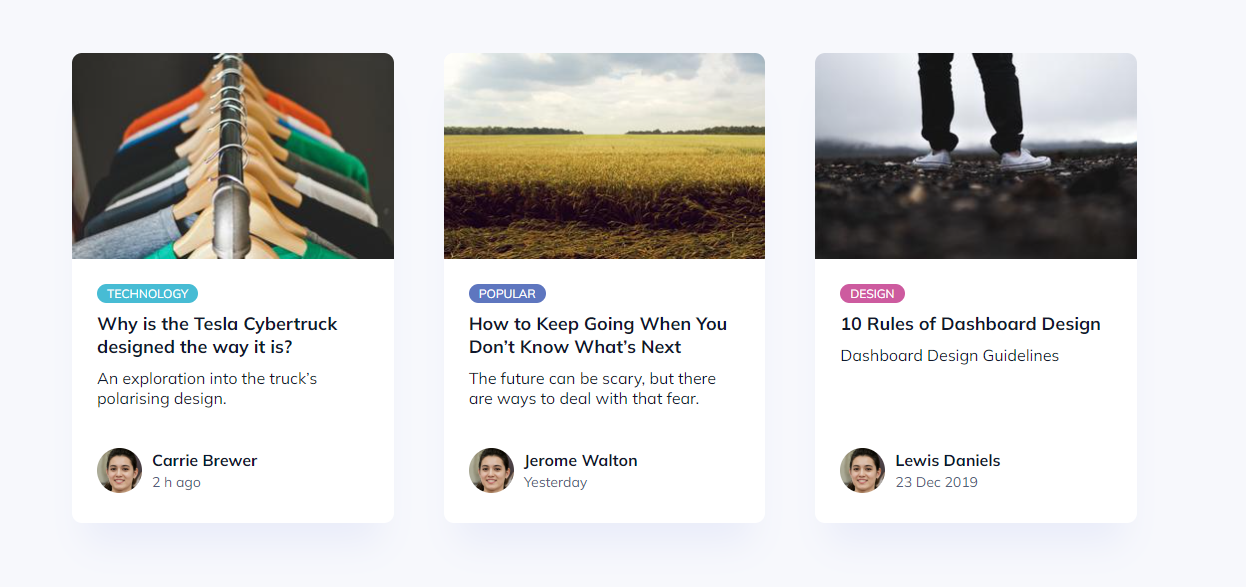 TECHNOLOGY
Why is the Tesla Cybertruck
designed the way it is?
An exploration into the truck's
polarising design.
Carrie Brewer
2 h ago
POPULAR
How to Keep Going When You
Don’t Know What’s Next
The future can be scary, but there
are ways to deal with that fear.
Jerome Walton
Yesterday
DESIGN
10 Rules of Dashboard Design
Dashboard Design Guidelines
Lewis Daniels
23 Dec 2019